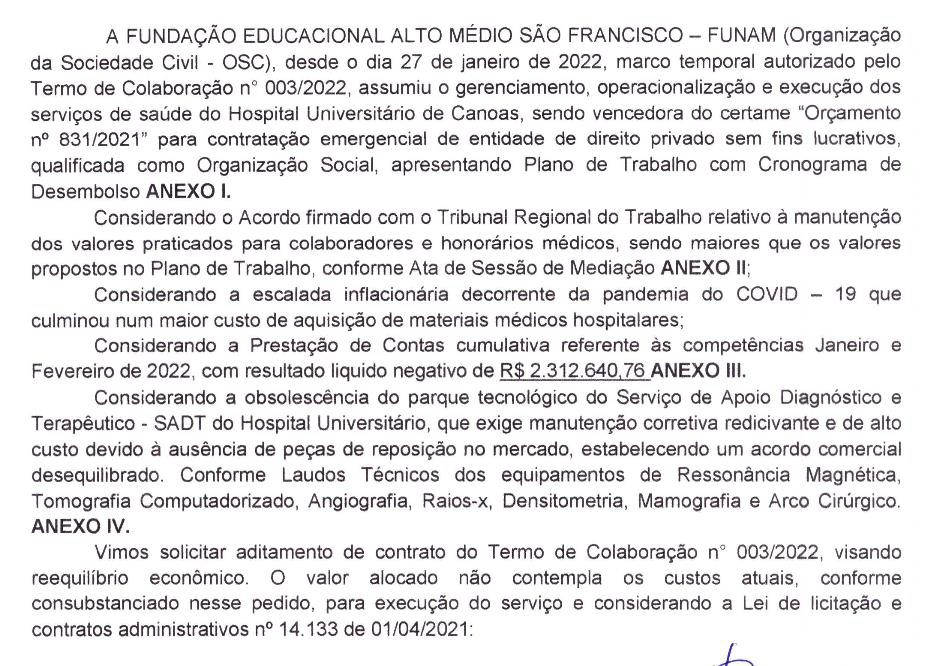 A FUNDAÇÃO EDUCACIONAL ALTO MÉDIO SÃO FRANCISCO – FUNAM (Organização
da Sociedade Civil - OSC), desde o dia 27 de janeiro de 2022, marco temporal autorizado pelo
Termo de Colaboração n° 003/2022, assumiu o gerenciamento, operacionalização e execução dos
serviços de saúde do Hospital Universitário de Canoas, sendo vencedora do certame “Orçamento
nº 831/2021” para contratação emergencial de entidade de direito privado sem fins lucrativos,
qualificada como Organização Social, apresentando Plano de Trabalho com Cronograma de
Desembolso ANEXO I.
Considerando o Acordo firmado com o Tribunal Regional do Trabalho relativo à manutenção
dos valores praticados para colaboradores e honorários médicos, sendo maiores que os valores
propostos no Plano de Trabalho, conforme Ata de Sessão de Mediação ANEXO II;
Considerando a escalada inflacionária decorrente da pandemia do COVID – 19 que
culminou num maior custo de aquisição de materiais médicos hospitalares;
Considerando a Prestação de Contas cumulativa referente às competências Janeiro e
Fevereiro de 2022, com resultado liquido negativo de R$ 2.312.640,76 ANEXO III.
Considerando a obsolescência do parque tecnológico do Serviço de Apoio Diagnóstico e
Terapêutico - SADT do Hospital Universitário, que exige manutenção corretiva redicivante e de alto
custo devido à ausência de peças de reposição no mercado, estabelecendo um acordo comercial
desequilibrado. Conforme Laudos Técnicos dos equipamentos de Ressonância Magnética,
Tomografia Computadorizado, Angiografia, Raios-x, Densitometria, Mamografia e Arco Cirúrgico.
ANEXO IV.
Vimos solicitar aditamento de contrato do Termo de Colaboração n° 003/2022, visando
reequilíbrio econômico. O valor alocado não contempla os custos atuais, conforme
consubstanciado nesse pedido, para execução do serviço e considerando a Lei de licitação e
contratos administrativos nº 14.133 de 01/04/2021: